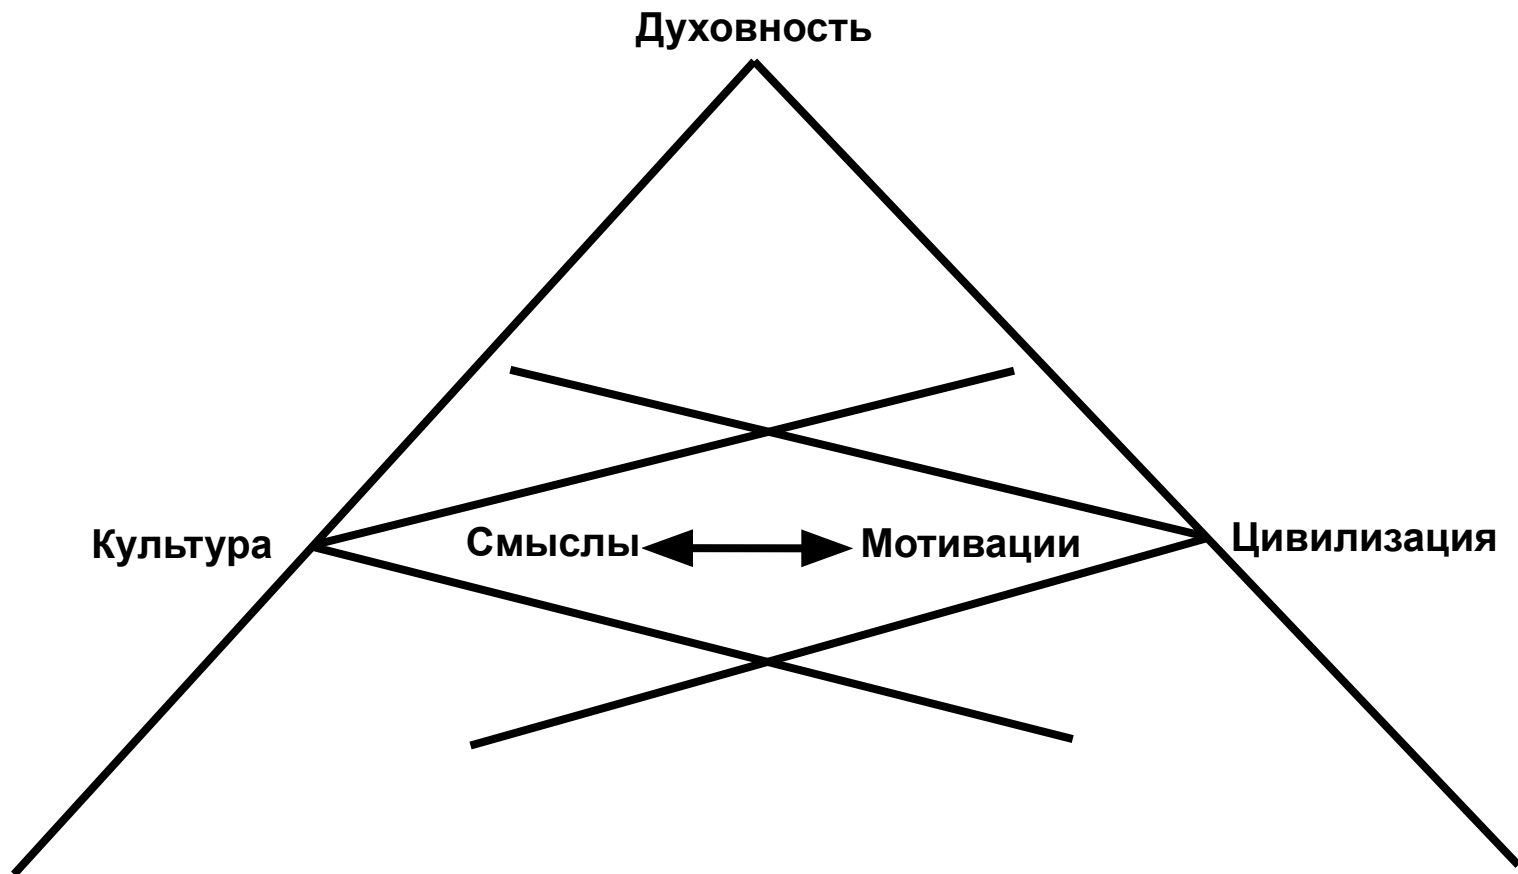 Духовность
Культура
Смыслы
Мотивации
Цивилизация